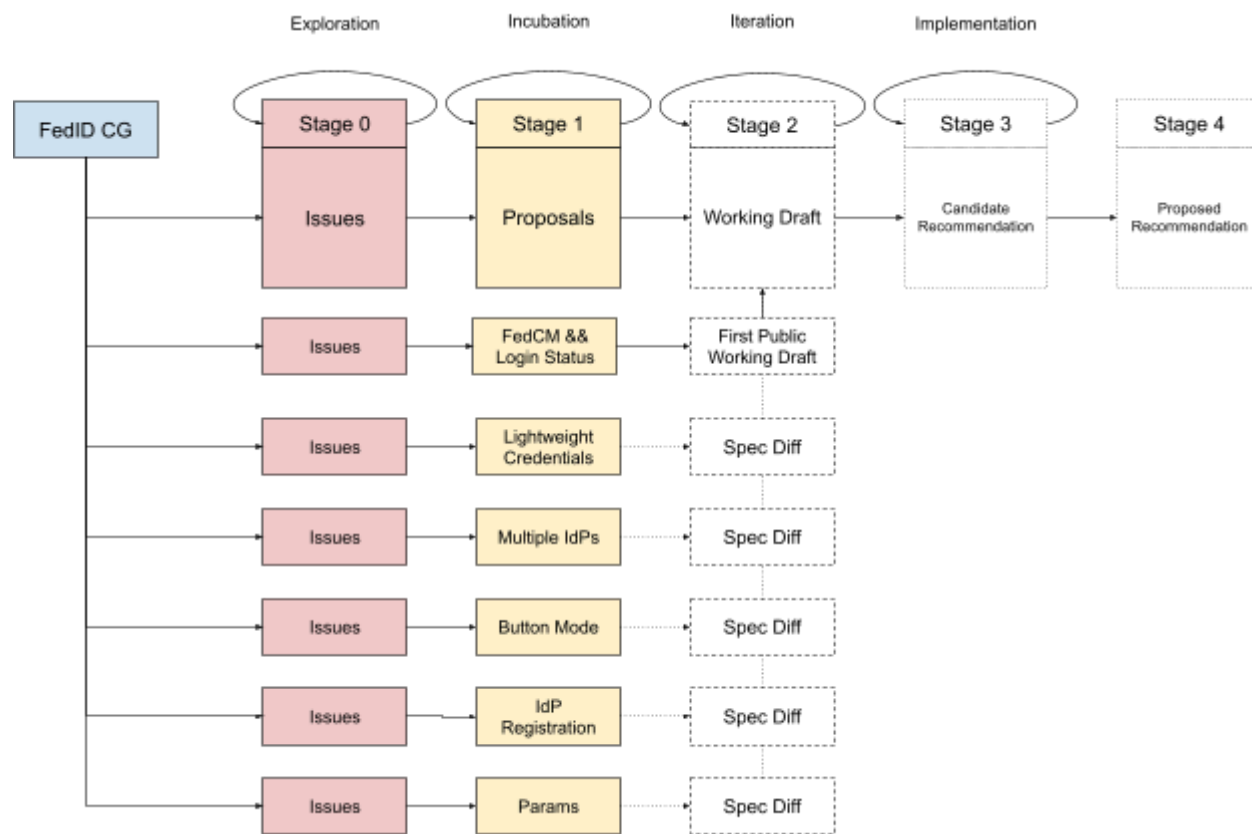 Exploration
Incubation
Iteration
Implementation
FedID CG
Stage 0
Stage 1
Stage 2
Stage 3
Stage 4
Issues
Proposals
Working Draft
Candidate
Recommendation
Proposed
Recommendation
Issues
FedCM &&
Login Status
First Public
Working Draft
Issues
Lightweight
Credentials
Spec Diff
Issues
Multiple IdPs
Spec Diff
Issues
Button Mode
Spec Diff
Issues
IdP
Registration
Spec Diff
Issues
Params
Spec Diff